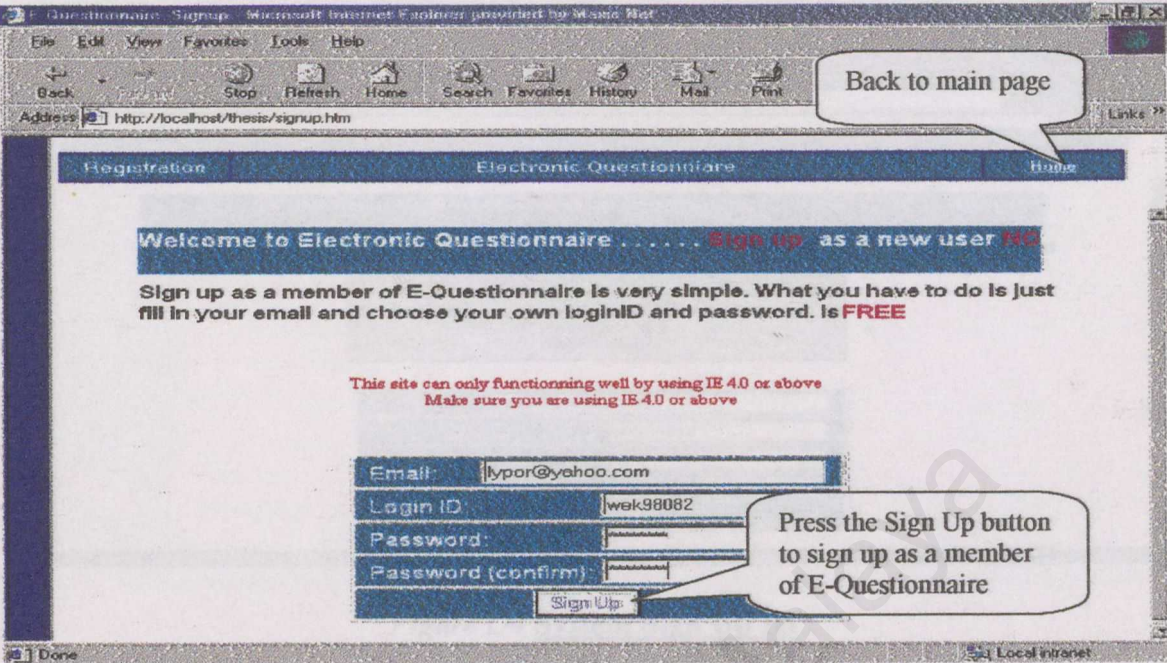 E-Questionnaire - Signup - Microsoft Internet Explorer provided by Maxis Net
File Edit View Favorites Tools Help
Back Forward Stop Refresh Home Search Favorites History Mail Print
Back to main page
Address http://localhost/thesis/signup.htm Links »
Registration Electronic Questionniare Home
Welcome to Electronic Questionnaire . . . . . . Sign up as a new user NO
Sign up as a member of E-Questionnaire is very simple. What you have to do is just
fill in your email and choose your own loginID and password. is FREE
This site can only functionning well by using IE 4.0 or above
Make sure you are using IE 4.0 or above
Email: lypor@yahoo.com
Login ID: wek98082
Password:
Password (confirm)
Sign Up
Press the Sign Up button
to sign up as a member
of E-Questionnaire
Done Local intranet